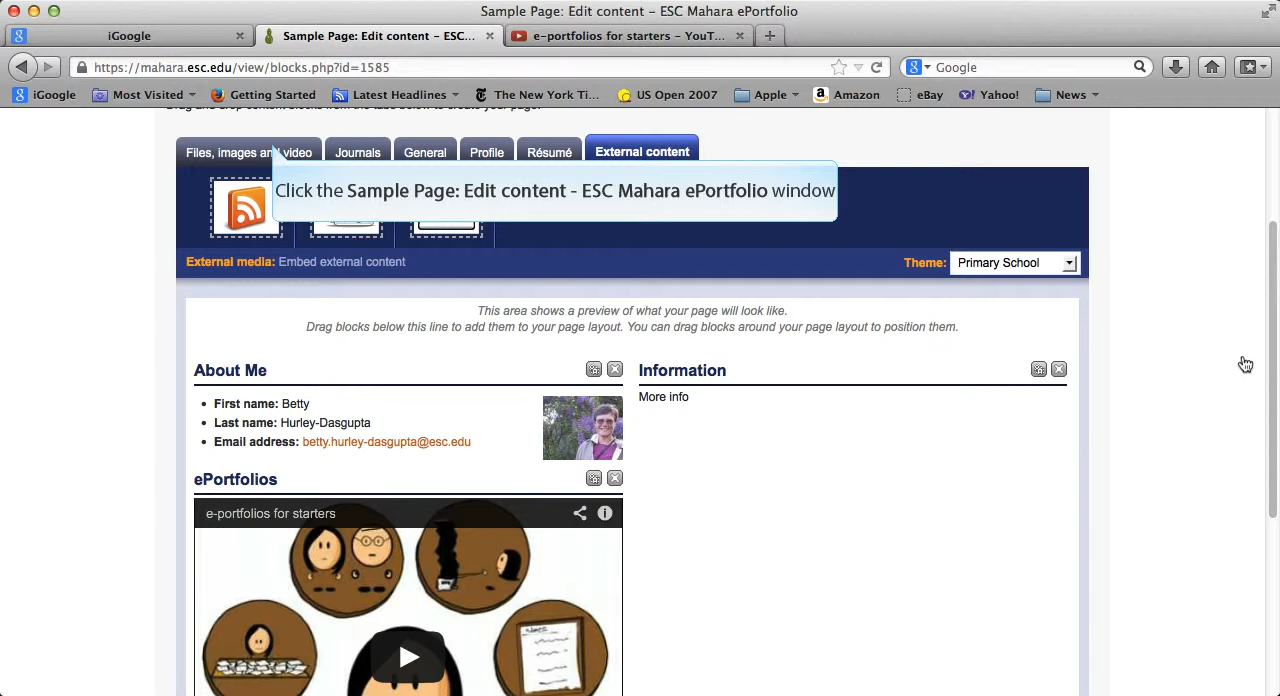 Sample Page: Edit content – ESC Mahara ePortfolio
iGoogle
Sample Page: Edit content – ESC...
e-portfolios for starters – YouT...
https://mahara.esc.edu/view/blocks.php?id=1585
Google
iGoogle
Most Visited
Getting Started
Latest Headlines
The New York Ti...
US Open 2007
Apple
Amazon
eBay
Yahoo!
News
Files, images and video
Journals
General
Profile
Résumé
External content
Click the Sample Page: Edit content - ESC Mahara ePortfolio window
External media: Embed external content
Theme:
Primary School
This area shows a preview of what your page will look like.
Drag blocks below this line to add them to your page layout. You can drag blocks around your page layout to position them.
About Me
First name: Betty
Last name: Hurley-Dasgupta
Email address: betty.hurley-dasgupta@esc.edu
Information
More info
ePortfolios
e-portfolios for starters